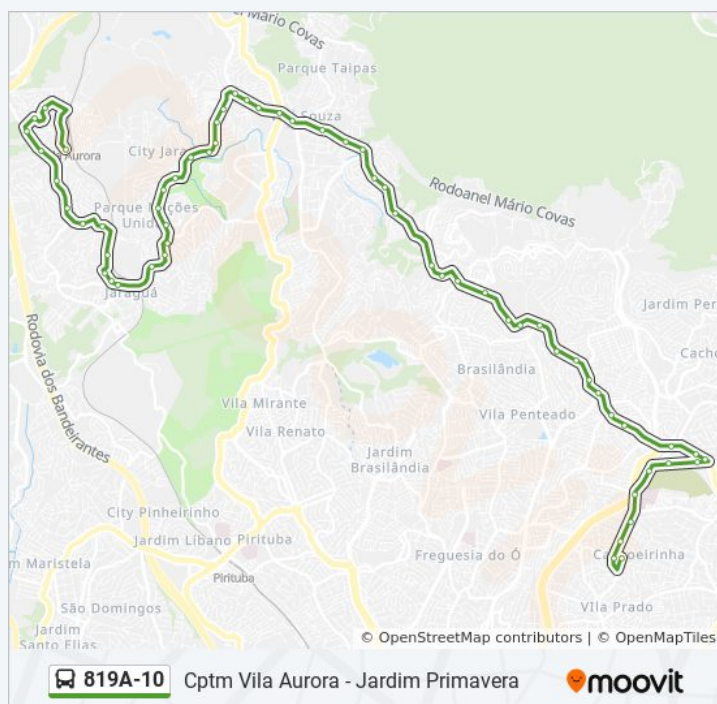 el Mário Covas
Parque Taipas
Souza
Aurora
City Jara
Rodoanel Mário Covas
Parque Nações
Unid
Jaraguá
Jardim Per
Cacho
Rodovia dos Bandeirantes
Brasilândia
Vila Mirante
Vila Penteado
Vila Renato
Jardim
Brasilândia
City Pinheirinho
Jardim Líbano
Pirituba
m Maristela
Freguesia do Ó
Pirituba
São Domingos
VIla Prado
Jardim
Santo Elias
© OpenStreetMap contributors | © OpenMapTiles
819A-10
Cptm Vila Aurora - Jardim Primavera
moovit